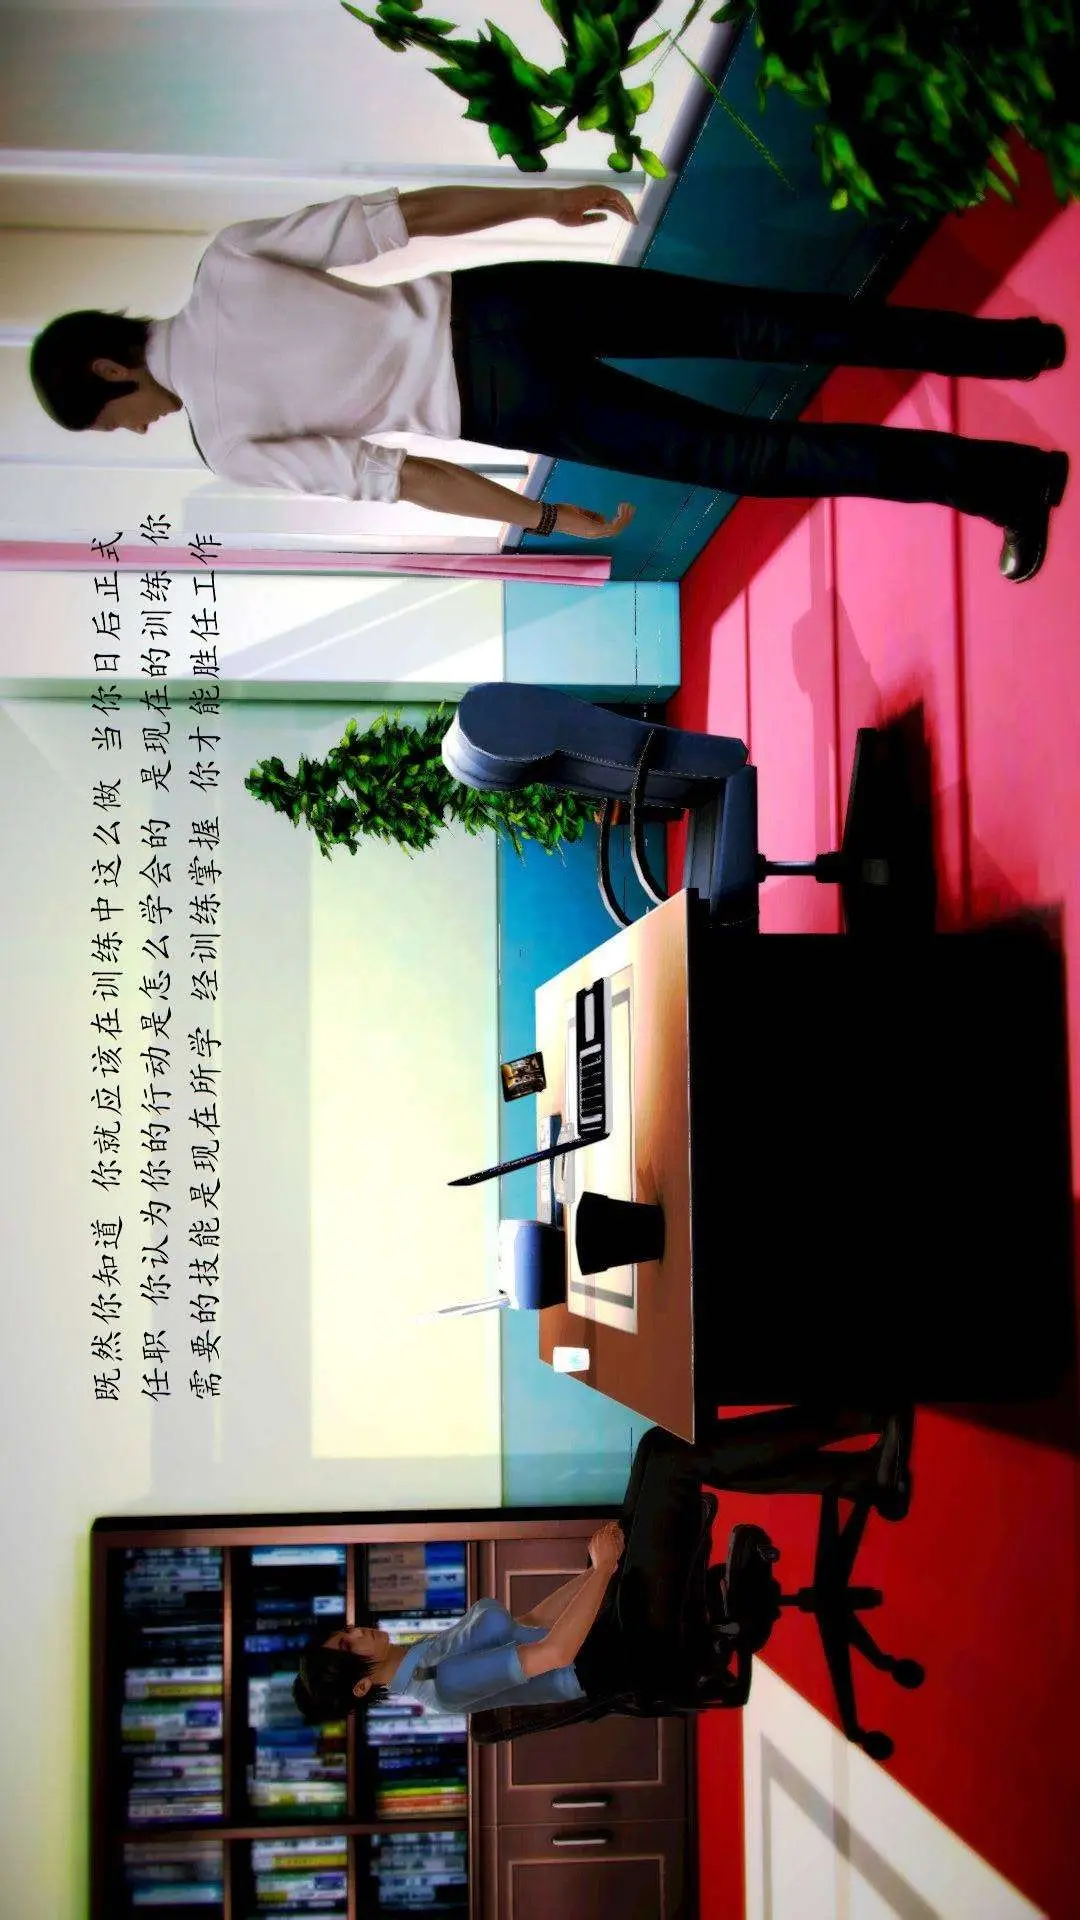 既然你知道 你就应该在训练中这么做 当你日后正式
任职 你认为你的行动是怎么学会的 是现在的训练 你
需要的技能是现在所学 经训练掌握 你才能胜任工作